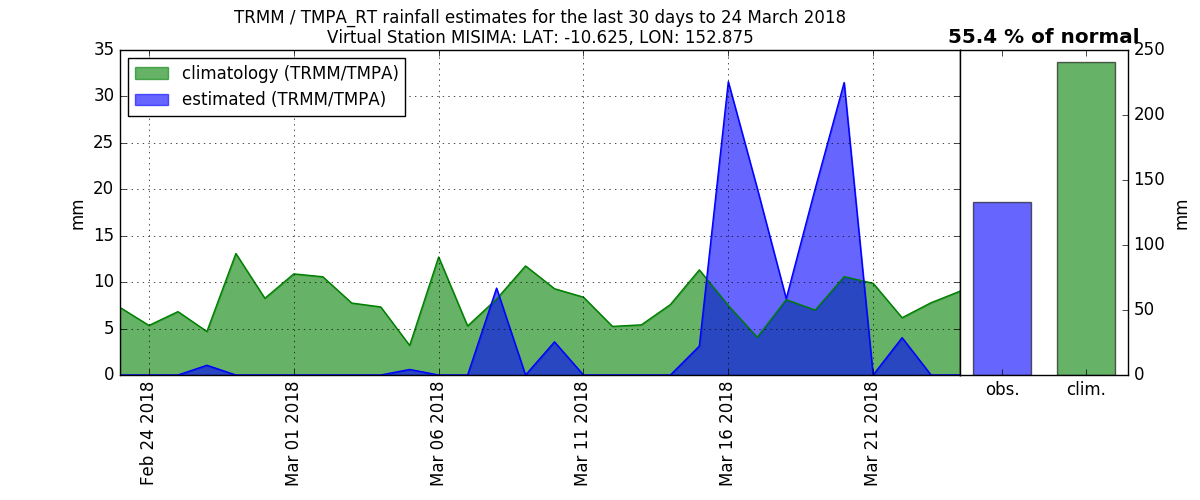 TRMM / TMPA_RT rainfall estimates for the last 30 days to 24 March 2018
Virtual Station MISIMA: LAT: -10.625, LON: 152.875
55.4 % of normal
climatology (TRMM/TMPA)
estimated (TRMM/TMPA)
mm
35
30
25
20
15
10
5
0
Feb 24 2018
Mar 01 2018
Mar 06 2018
Mar 11 2018
Mar 16 2018
Mar 21 2018
obs.
clim.
250
200
150
100
50
0
mm